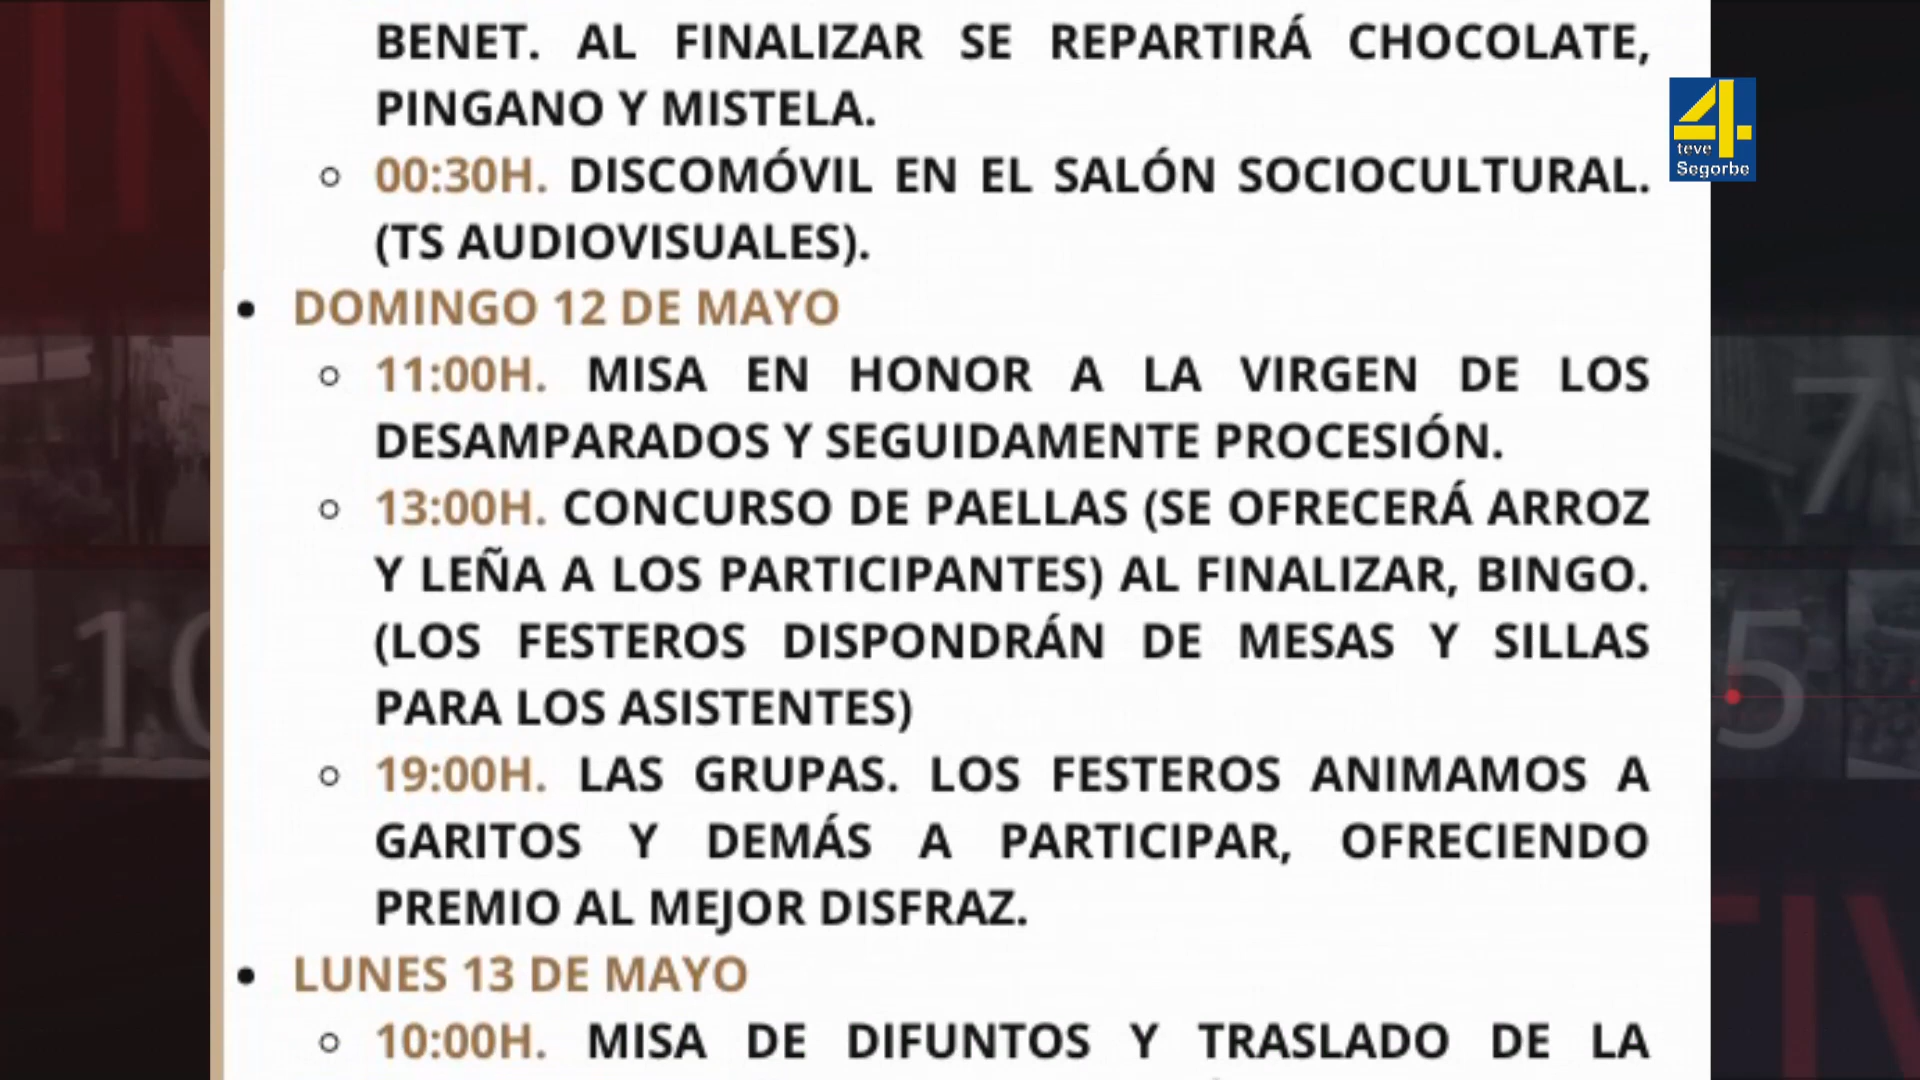 BENET. AL FINALIZAR SE REPARTIRÁ CHOCOLATE,
PINGANO Y MISTELA.
00:30H. DISCOMÓVIL EN EL SALÓN SOCIOCULTURAL.
(TS AUDIOVISUALES).
DOMINGO 12 DE MAYO
11:00H. MISA EN HONOR A LA VIRGEN DE LOS
DESAMPARADOS Y SEGUIDAMENTE PROCESIÓN.
13:00H. CONCURSO DE PAELLAS (SE OFRECERÁ ARROZ
Y LEÑA A LOS PARTICIPANTES) AL FINALIZAR, BINGO.
(LOS FESTEROS DISPONDRÁN DE MESAS Y SILLAS
PARA LOS ASISTENTES)
19:00H. LAS GRUPAS. LOS FESTEROS ANIMAMOS A
GARITOS Y DEMÁS A PARTICIPAR, OFRECIENDO
PREMIO AL MEJOR DISFRAZ.
LUNES 13 DE MAYO
10:00H. MISA DE DIFUNTOS Y TRASLADO DE LA
4
teve
Segorbe
10
7
5